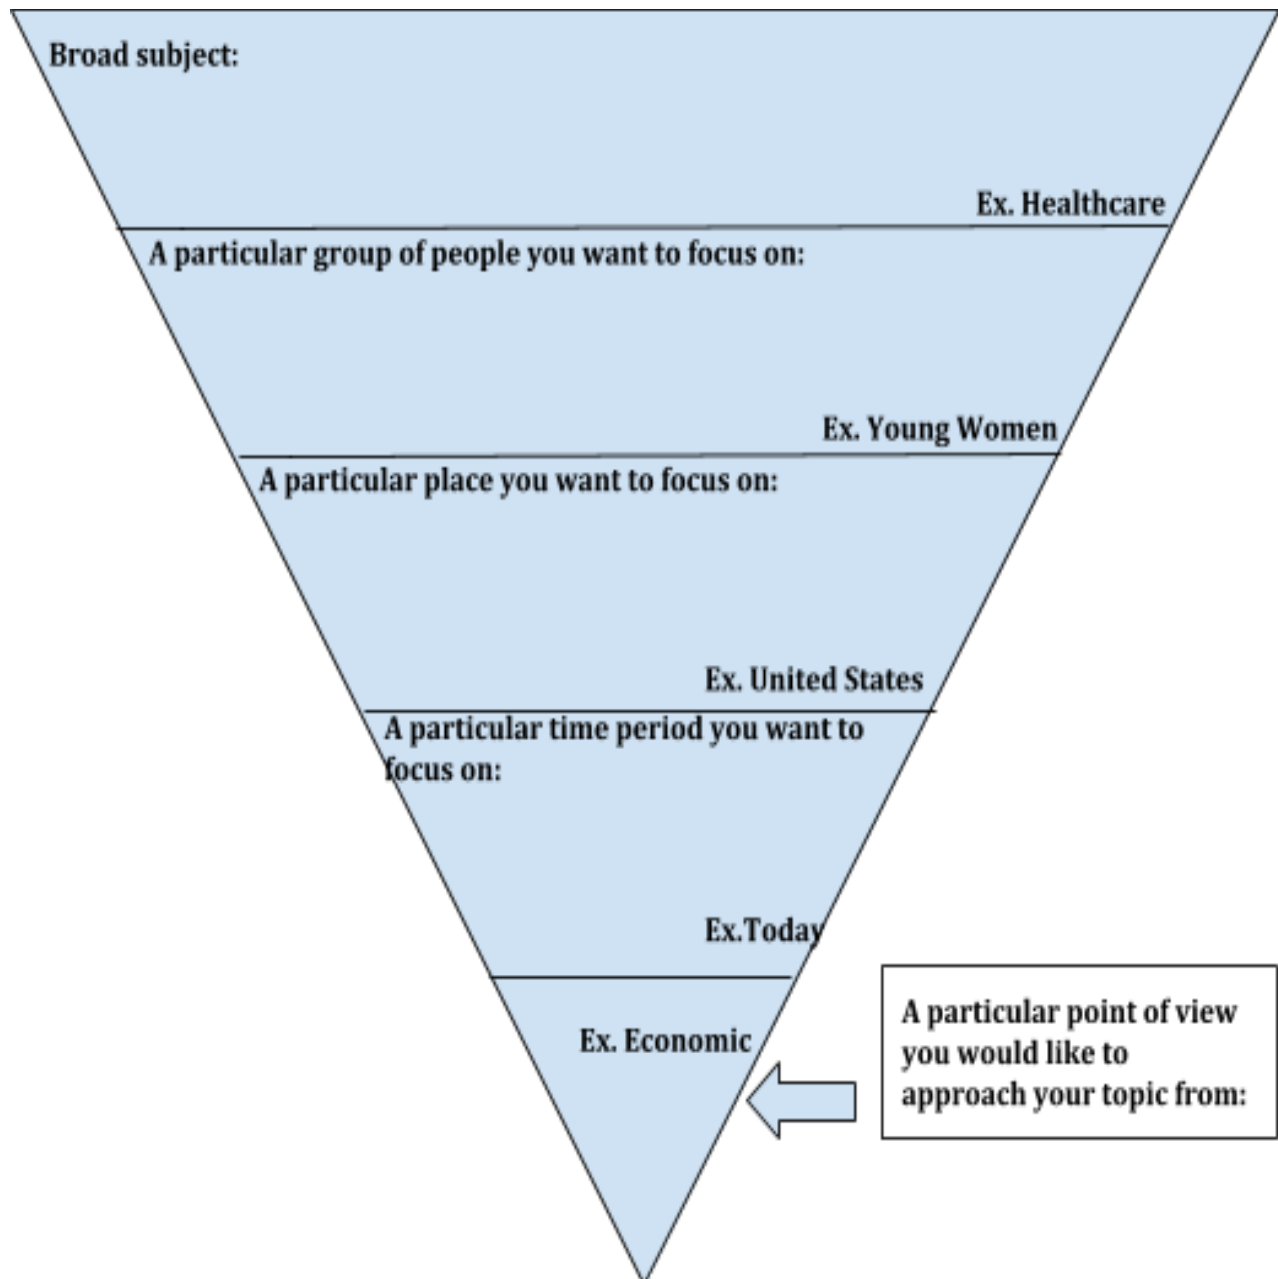 Broad subject:
Ex. Healthcare
A particular group of people you want to focus on:
Ex. Young Women
A particular place you want to focus on:
Ex. United States
A particular time period you want to
focus on:
Ex.Today
Ex. Economic
A particular point of view
you would like to
approach your topic from: